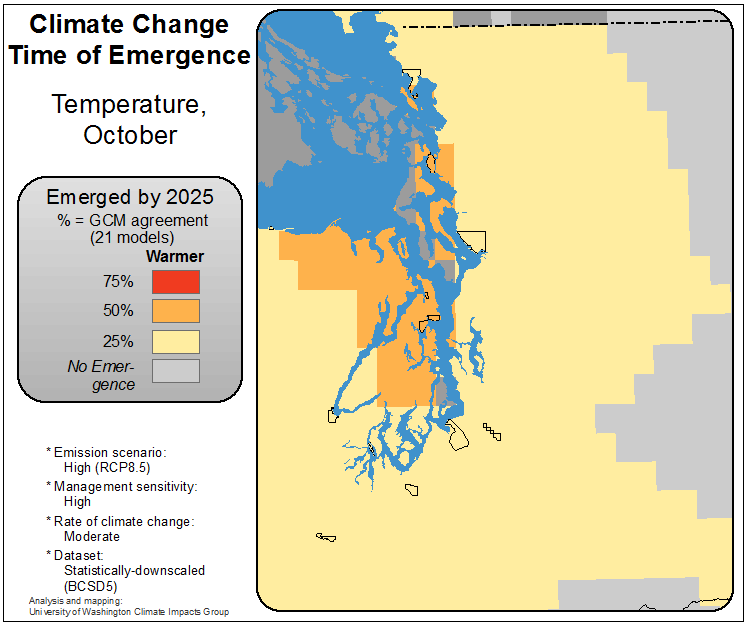 Climate Change
Time of Emergence
Temperature,
October
Emerged by 2025
% = GCM agreement
(21 models)
Warmer
75%
50%
25%
No Emer-
gence
* Emission scenario:
High (RCP8.5)
* Management sensitivity:
High
* Rate of climate change:
Moderate
* Dataset:
Statistically-downscaled
(BCSD5)
Analysis and mapping:
University of Washington Climate Impacts Group